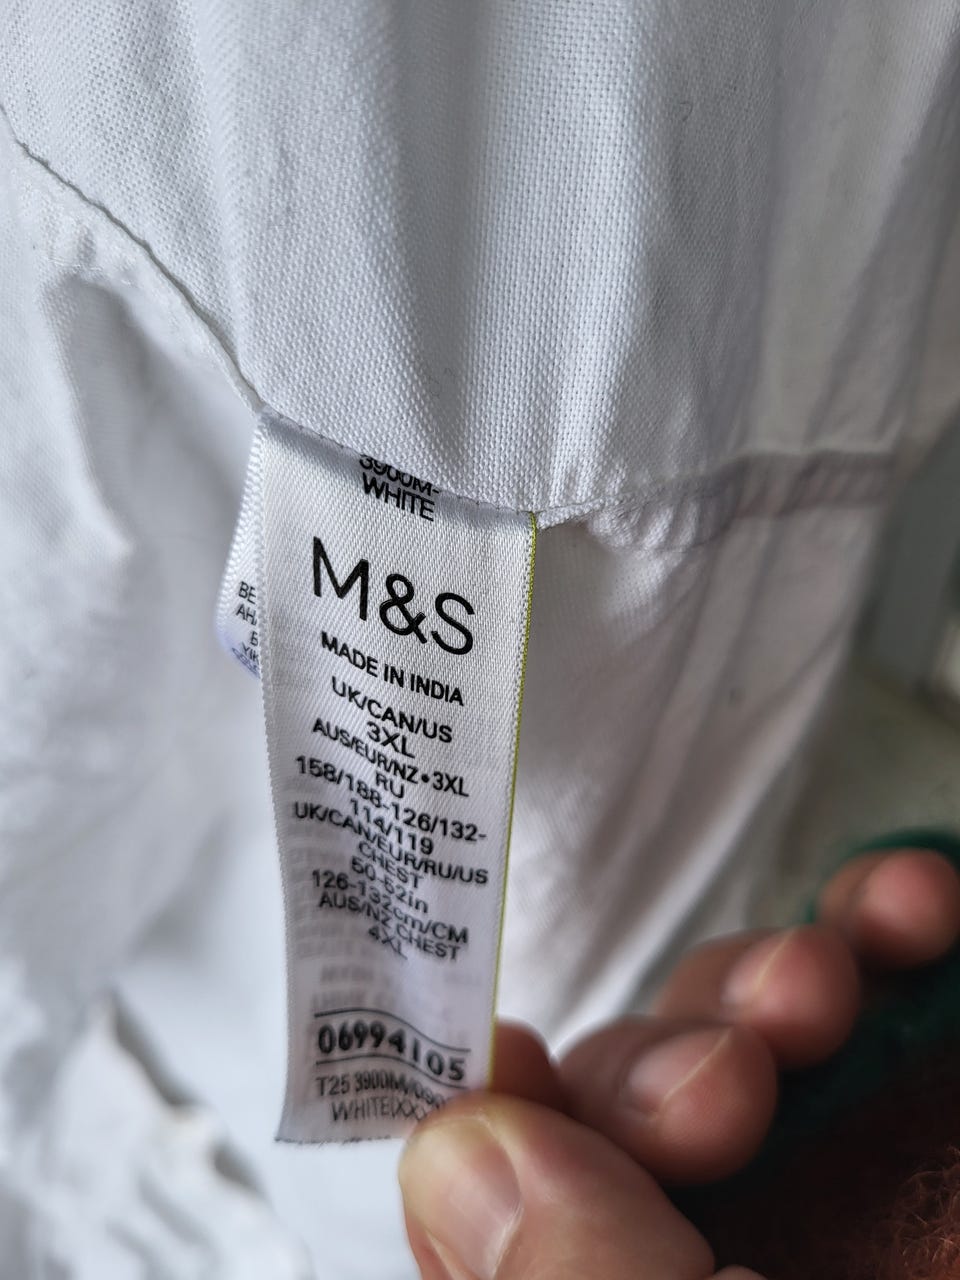 3900M-
WHITE
M&S
MADE IN INDIA
UK/CAN/US
3XL
AUS/EUR/NZ•3XL
RU
158/188-126/132-
114/119
UK/CAN/EUR/RU/US
CHEST
50-52in
126-132cm/CM
AUS/NZ CHEST
4XL
06994105
T25 3900M/090
WHITE